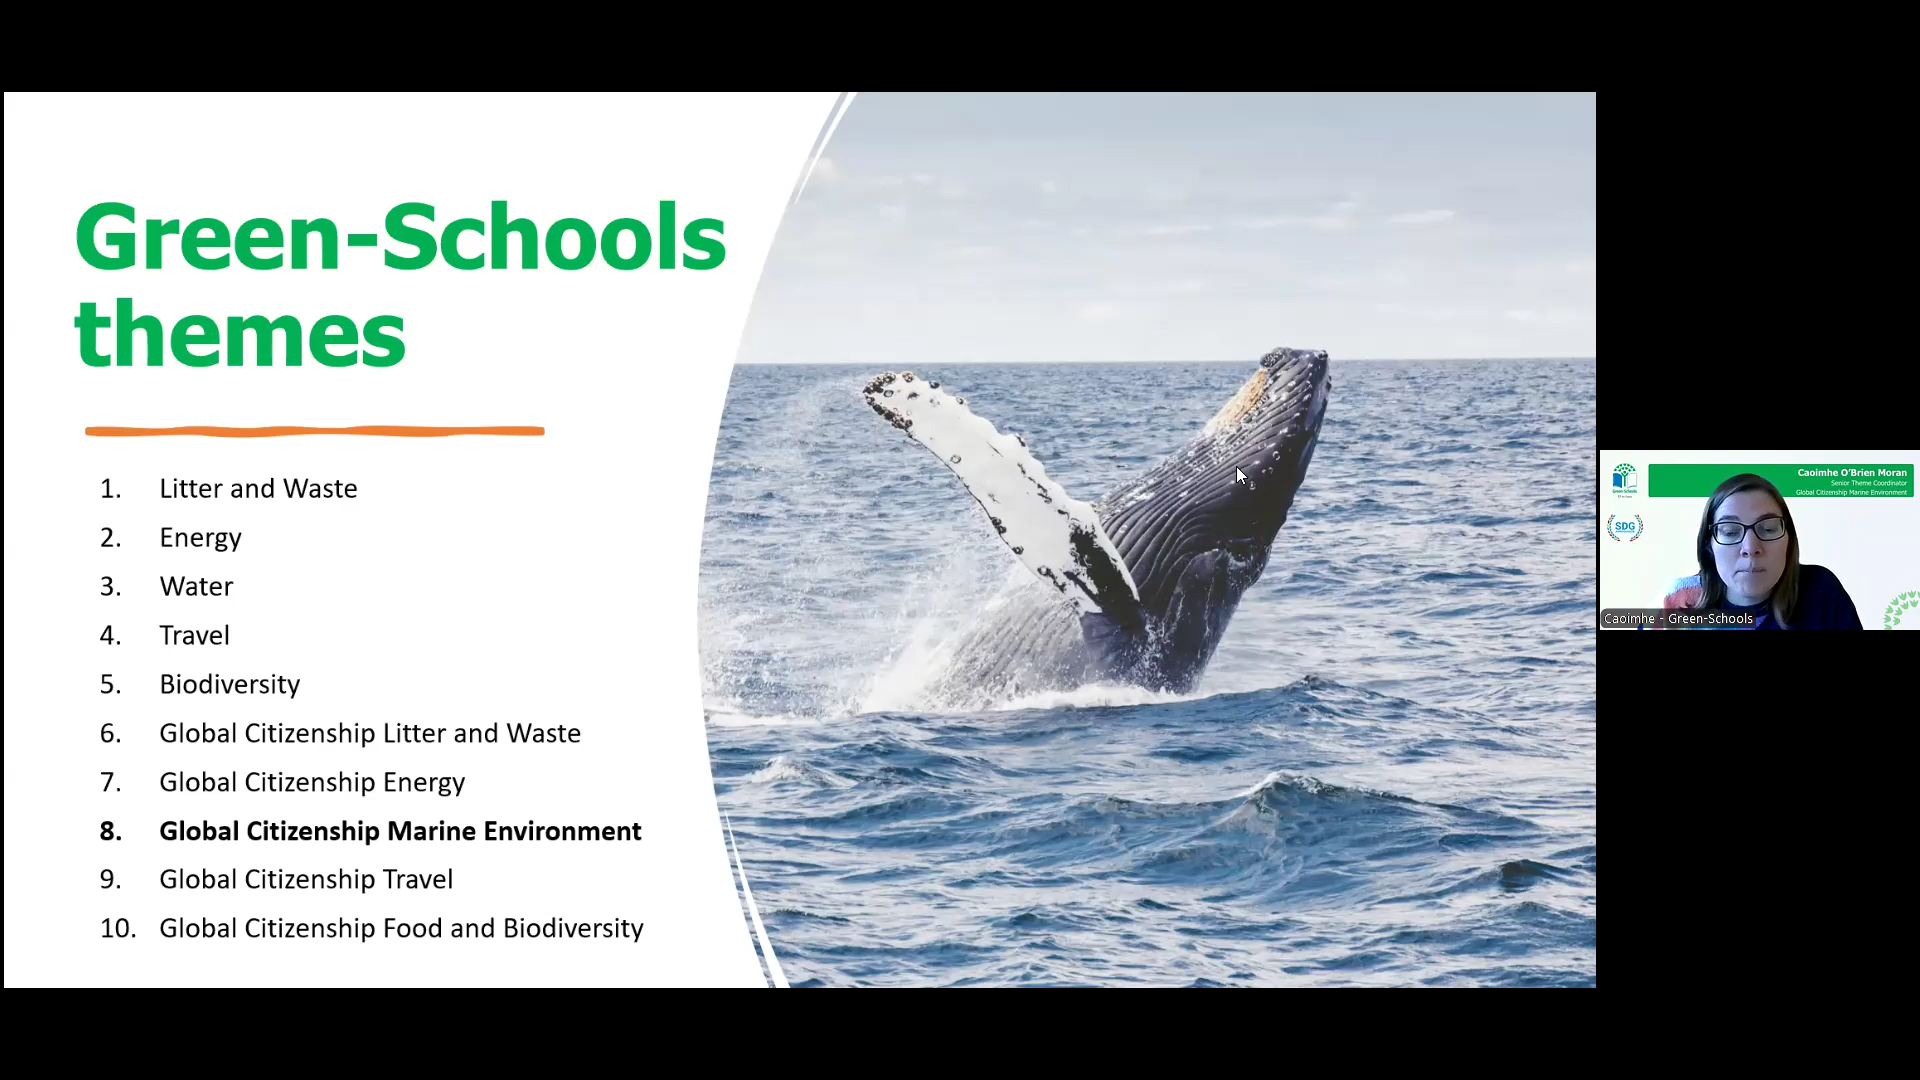 Green-Schools
themes
1. Litter and Waste
2. Energy
3. Water
4. Travel
5. Biodiversity
6. Global Citizenship Litter and Waste
7. Global Citizenship Energy
8. Global Citizenship Marine Environment
9. Global Citizenship Travel
10. Global Citizenship Food and Biodiversity
Caoimhe O'Brien Moran
Senior Theme Coordinator
Global Citizenship Marine Environment
Green-Schools
SDG
Caoimhe - Green-Schools